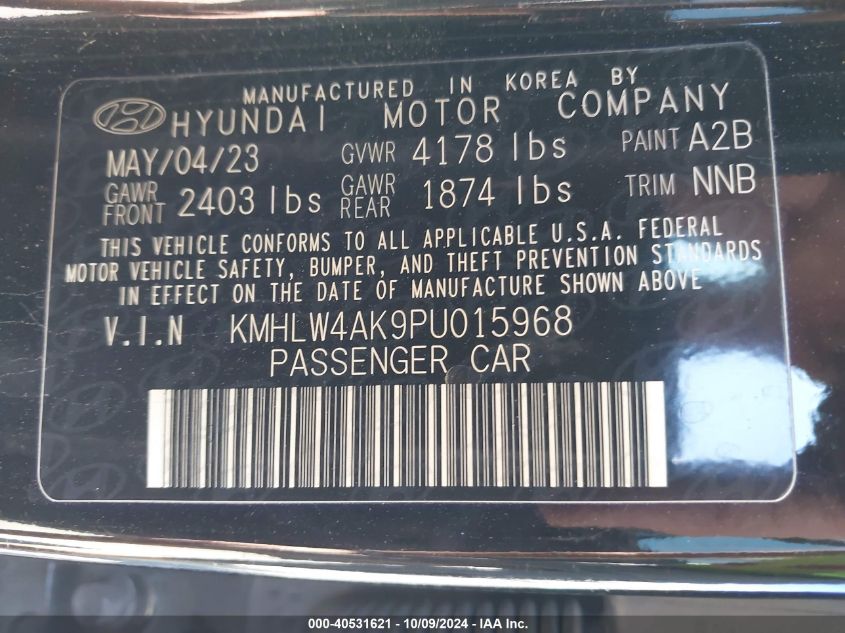 MANUFACTURED IN KOREA BY
HYUNDAI MOTOR COMPANY
MAY/04/23 GVWR 4178 lbs PAINT A2B
GAWR FRONT 2403 lbs GAWR REAR 1874 lbs TRIM NNB
THIS VEHICLE CONFORMS TO ALL APPLICABLE U.S.A. FEDERAL
MOTOR VEHICLE SAFETY, BUMPER, AND THEFT PREVENTION STANDARDS
IN EFFECT ON THE DATE OF MANUFACTURE SHOWN ABOVE
V.I.N KMHLW4AK9PU015968
PASSENGER CAR
000-40531621 - 10/09/2024 - IAA Inc.